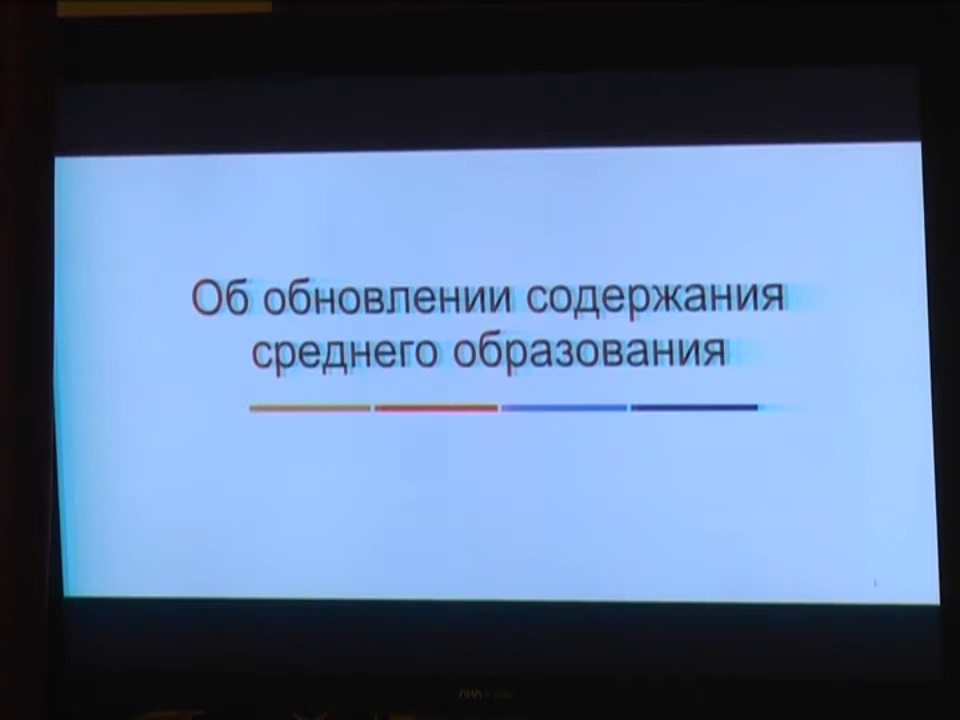 Об обновлении содержания
среднего образования